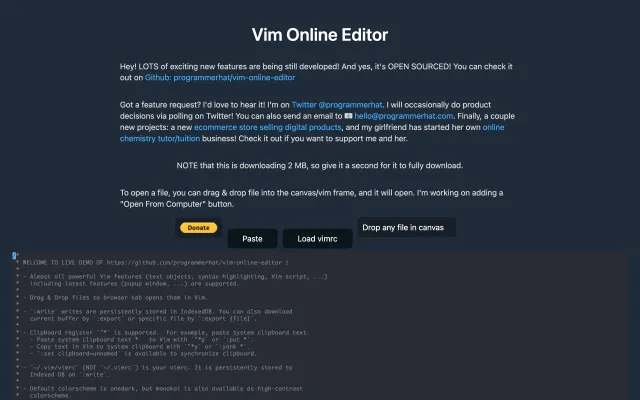 Vim Online Editor
Hey! LOTS of exciting new features are being still developed! And yes, it's OPEN SOURCED! You can check it
out on Github: programmerhat/vim-online-editor
Got a feature request? I'd love to hear it! I'm on Twitter @programmerhat. I will occasionally do product
decisions via polling on Twitter! You can also send an email to 📧 hello@programmerhat.com. Finally, a couple
new projects: a new ecommerce store selling digital products, and my girlfriend has started her own online
chemistry tutor/tuition business! Check it out if you want to support me and her.
NOTE that this is downloading 2 MB, so give it a second for it to fully download.
To open a file, you can drag & drop file into the canvas/vim frame, and it will open. I'm working on adding a
"Open From Computer" button.
Donate
Paste
Load vimrc
Drop any file in canvas
/*
* WELCOME TO LIVE DEMO OF https://github.com/programmerhat/vim-online-editor !
*
* - Almost all powerful Vim features (text objects, syntax highlighting, Vim script, ...)
*   including latest features (popup window, ...) are supported.
*
* - Drag & Drop files to browser tab opens them in Vim.
*
* - `:write` writes are persistently stored in IndexedDB. You can also download
*   current buffer by `:export` or specific file by `:export {file}`.
*
* - Clipboard register `"*` is supported.  For example, paste system clipboard text
*   - Paste system clipboard text *   to Vim with `"*p` or `:put *`.
*   - Copy text in Vim to system clipboard with `"*y` or `:yank *`.
*   - `:set clipboard=unnamed` is available to synchronize clipboard.
*
* - `~/.vim/vimrc` (NOT `~/.vimrc`) is your vimrc. It is persistently stored to
*   Indexed DB on `:write`.
*
* - Default colorscheme is onedark, but monokai is also available as high-contrast
*   colorscheme.